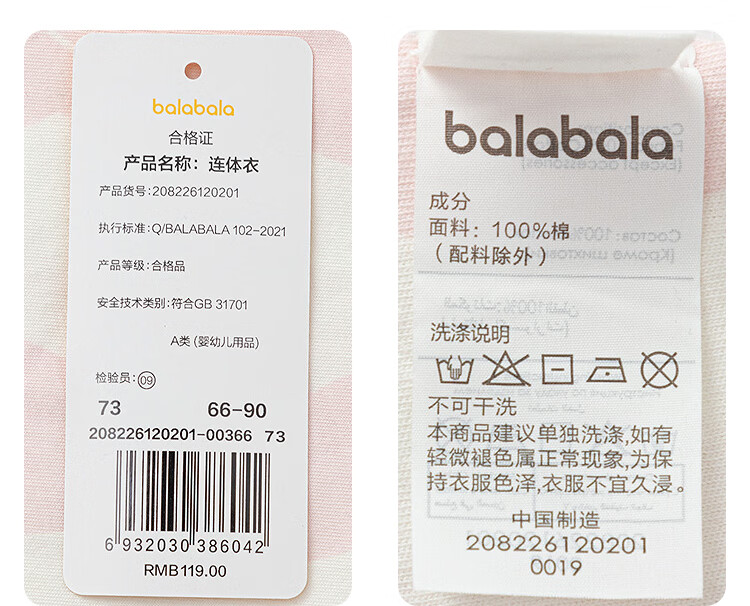 balabala
合格证
产品名称：连体衣
产品货号:208226120201
执行标准:Q/BALABALA 102-2021
产品等级:合格品
安全技术类别:符合GB 31701
A类 (婴幼儿用品)
检验员:09
73 66-90
208226120201-00366 73
6 932030 386042
RMB119.00
balabala
成分
面料：100%棉
（配料除外）
洗涤说明
不可干洗
本商品建议单独洗涤,如有
轻微褪色属正常现象,为保
持衣服色泽,衣服不宜久浸。
中国制造
208226120201
0019